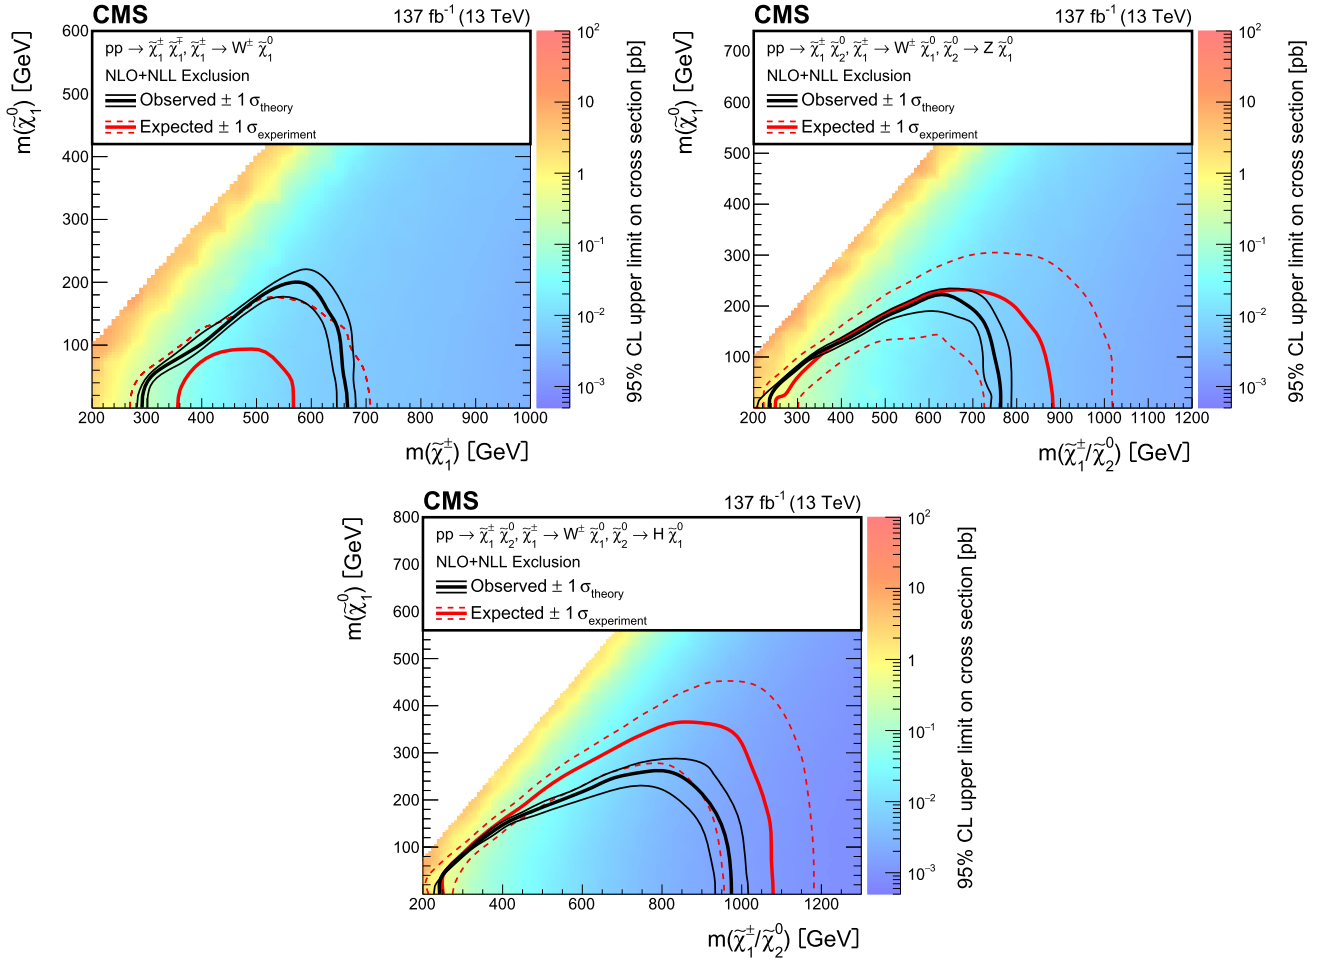 CMS 137 fb⁻¹ (13 TeV)
pp → χ̃₁± χ̃₁∓, χ̃₁± → W± χ̃₁⁰
NLO+NLL Exclusion
Observed ± 1 σtheory
Expected ± 1 σexperiment
m(χ̃₁⁰) [GeV]
600
500
400
300
200
100
200 300 400 500 600 700 800 900 1000
m(χ̃₁±) [GeV]
10²
10
1
10⁻¹
10⁻²
10⁻³
95% CL upper limit on cross section [pb]
CMS 137 fb⁻¹ (13 TeV)
pp → χ̃₁± χ̃₂⁰, χ̃₁± → W± χ̃₁⁰, χ̃₂⁰ → Z χ̃₁⁰
NLO+NLL Exclusion
Observed ± 1 σtheory
Expected ± 1 σexperiment
m(χ̃₁⁰) [GeV]
700
600
500
400
300
200
100
200 300 400 500 600 700 800 900 1000 1100 1200
m(χ̃₁±/χ̃₂⁰) [GeV]
10²
10
1
10⁻¹
10⁻²
10⁻³
95% CL upper limit on cross section [pb]
CMS 137 fb⁻¹ (13 TeV)
pp → χ̃₁± χ̃₂⁰, χ̃₁± → W± χ̃₁⁰, χ̃₂⁰ → H χ̃₁⁰
NLO+NLL Exclusion
Observed ± 1 σtheory
Expected ± 1 σexperiment
m(χ̃₁⁰) [GeV]
800
700
600
500
400
300
200
100
200 400 600 800 1000 1200
m(χ̃₁±/χ̃₂⁰) [GeV]
10²
10
1
10⁻¹
10⁻²
10⁻³
95% CL upper limit on cross section [pb]